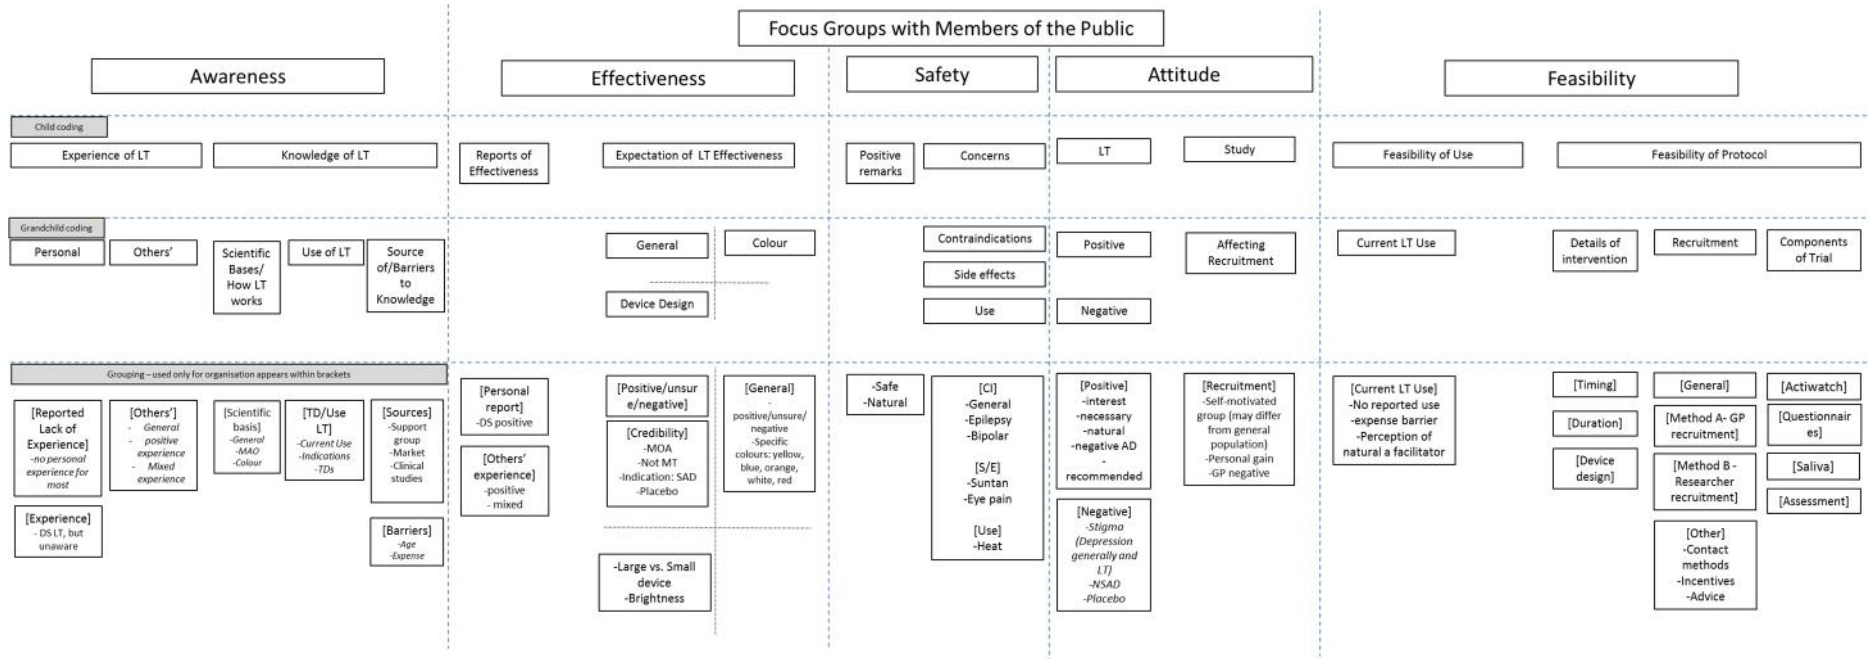 Focus Groups with Members of the Public
Awareness
Effectiveness
Safety
Attitude
Feasibility
Child coding
Experience of LT
Knowledge of LT
Reports of
Effectiveness
Expectation of LT Effectiveness
Positive
remarks
Concerns
LT
Study
Feasibility of Use
Feasibility of Protocol
Grandchild coding
Personal
Others'
Scientific
Bases/
How LT
works
Use of LT
Source
of/Barriers
to
Knowledge
General
Colour
Device Design
Contraindications
Side effects
Use
Positive
Negative
Affecting
Recruitment
Current LT Use
Details of
intervention
Recruitment
Components
of Trial
Grouping – used only for organisation appears within brackets
[Reported
Lack of
Experience]
-no personal
experience for
most
[Experience]
- DS LT, but
unaware
[Others']
- General
- positive
experience
- Mixed
experience
[Scientific
basis]
-General
-MAO
-Colour
[TD/Use
LT]
-Current Use
-Indications
-TDs
[Sources]
-Support
group
-Market
-Clinical
studies
[Barriers]
-Age
-Expense
[Personal
report]
-DS positive
[Others'
experience]
-positive
- mixed
[Positive/unsur
e/negative]
[Credibility]
-MOA
-Not MT
-Indication: SAD
-Placebo
-Large vs. Small
device
-Brightness
[General]
-
positive/unsure/
negative
-Specific
colours: yellow,
blue, orange,
white, red
-Safe
-Natural
[CI]
-General
-Epilepsy
-Bipolar
[S/E]
-Suntan
-Eye pain
[Use]
-Heat
[Positive]
-interest
-necessary
-natural
-negative AD
-
recommended
[Negative]
-Stigma
(Depression
generally and
LT)
-NSAD
-Placebo
[Recruitment]
-Self-motivated
group (may differ
from general
population)
-Personal gain
-GP negative
[Current LT Use]
-No reported use
-expense barrier
-Perception of
natural a facilitator
[Timing]
[Duration]
[Device
design]
[General]
[Method A- GP
recruitment]
[Method B -
Researcher
recruitment]
[Other]
-Contact
methods
-Incentives
-Advice
[Actiwatch]
[Questionnair
es]
[Saliva]
[Assessment]